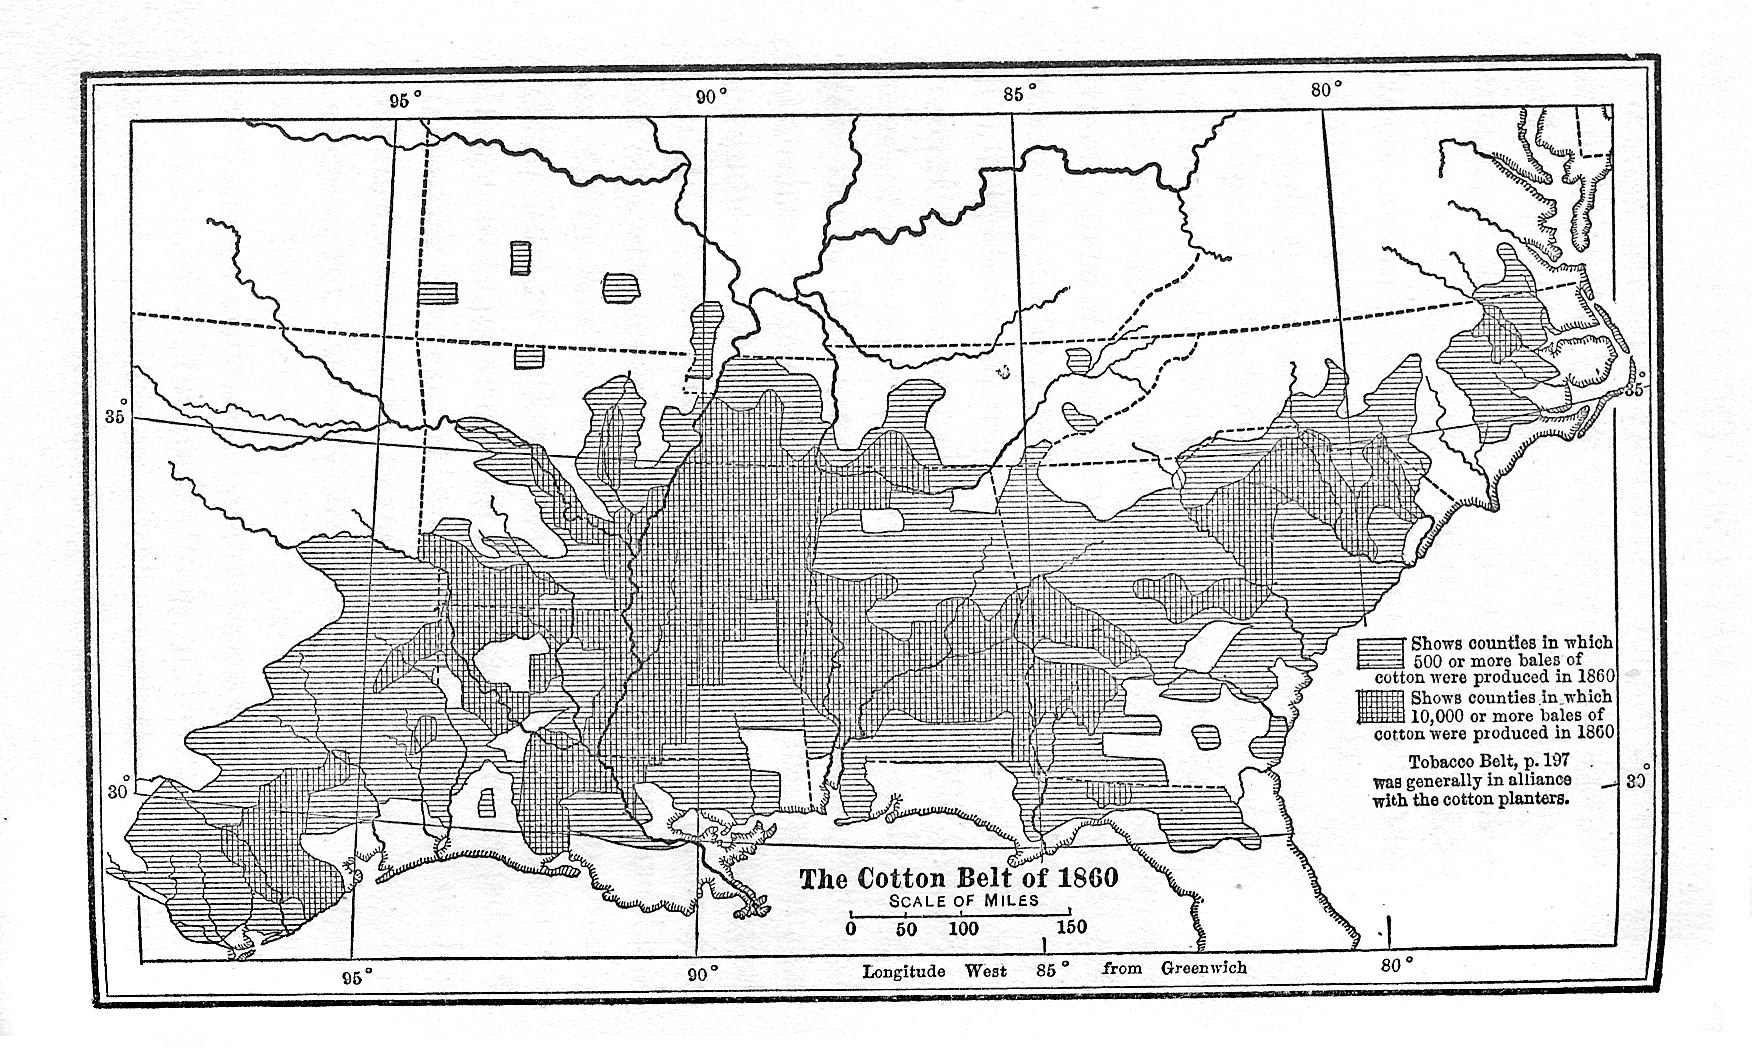 95° 90° 85° 80°
35° 35°
Shows counties in which
500 or more bales of
cotton were produced in 1860
Shows counties in which
10,000 or more bales of
cotton were produced in 1860
Tobacco Belt, p. 197
was generally in alliance
with the cotton planters.
30° 30°
The Cotton Belt of 1860
SCALE OF MILES
0 50 100 150
95° 90° Longitude West 85° from Greenwich 80°